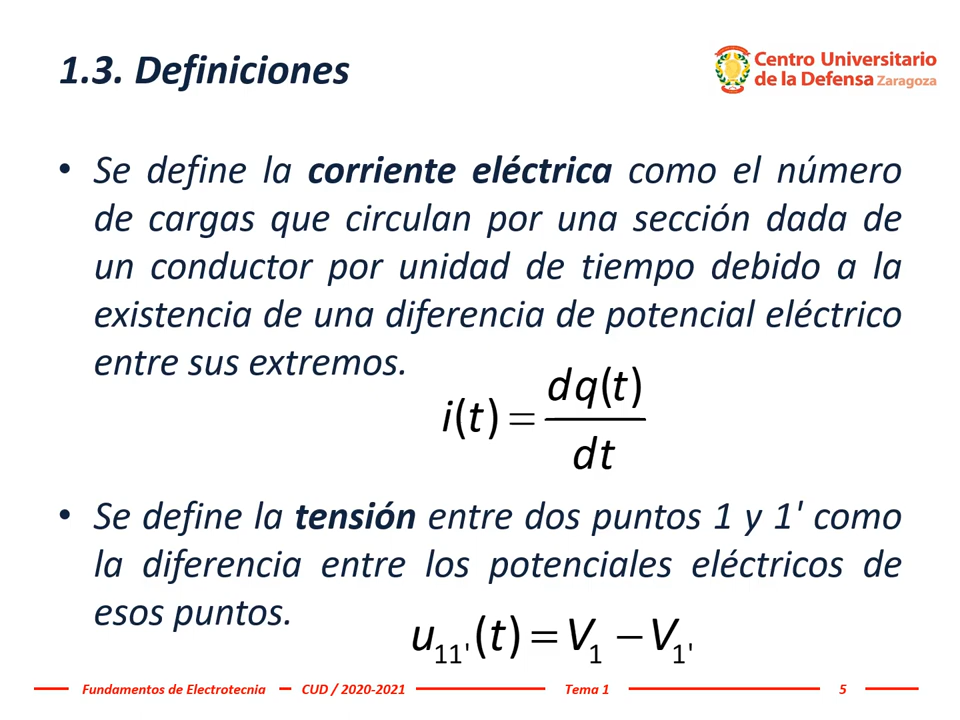 1.3. Definiciones
Centro Universitario
de la Defensa Zaragoza
• Se define la corriente eléctrica como el número
de cargas que circulan por una sección dada de
un conductor por unidad de tiempo debido a la
existencia de una diferencia de potencial eléctrico
entre sus extremos.
i(t) = dq(t)/dt
• Se define la tensión entre dos puntos 1 y 1' como
la diferencia entre los potenciales eléctricos de
esos puntos.
u₁₁'(t) = V₁ − V₁'
Fundamentos de Electrotecnia CUD / 2020-2021 Tema 1 5